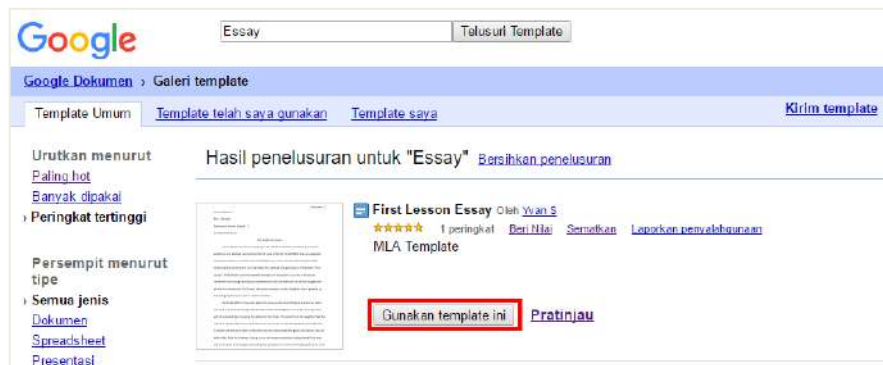 Google
Essay
Telusuri Template
Google Dokumen › Galeri template
Template Umum
Template telah saya gunakan
Template saya
Kirim template
Urutkan menurut
Paling hot
Banyak dipakai
› Peringkat tertinggi
Persempit menurut
tipe
› Semua jenis
Dokumen
Spreadsheet
Presentasi
Hasil penelusuran untuk "Essay" Bersihkan penelusuran
First Lesson Essay Oleh Yvan S
1 peringkat Beri Nilai Sematkan Laporkan penyalahgunaan
MLA Template
Gunakan template ini
Pratinjau